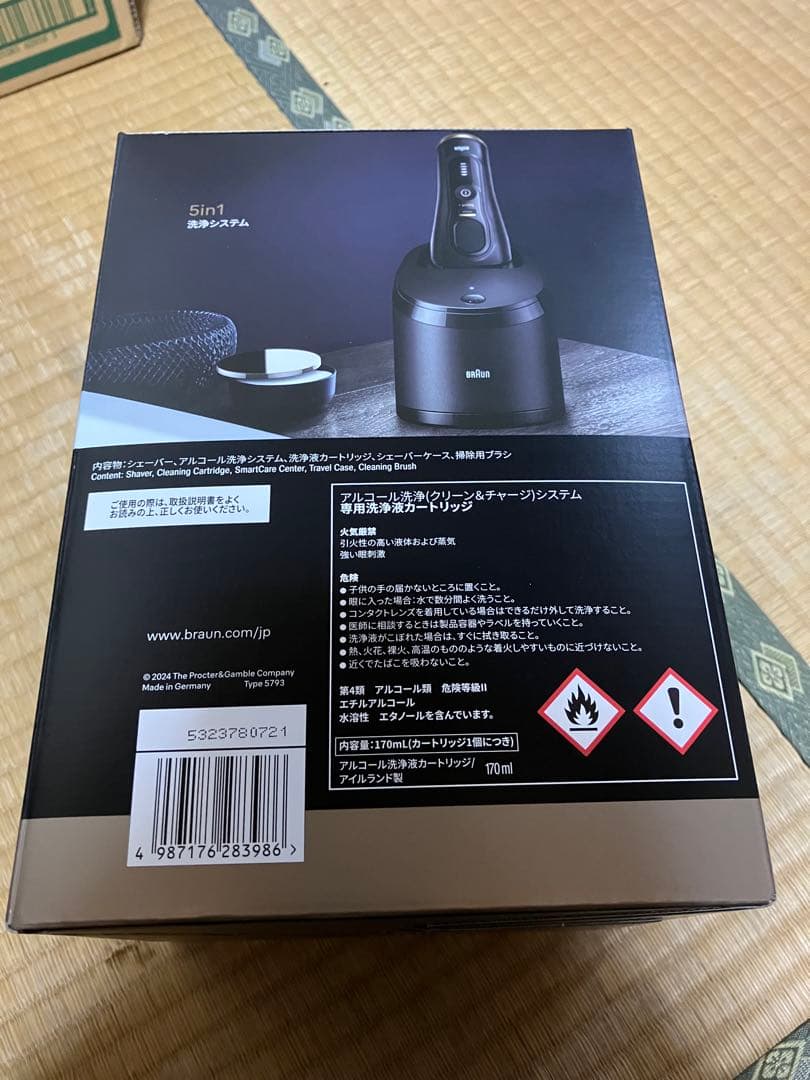 5in1
洗浄システム
BRAUN
内容物:シェーバー、アルコール洗浄システム、洗浄液カートリッジ、シェーバーケース、掃除用ブラシ
Content: Shaver, Cleaning Cartridge, SmartCare Center, Travel Case, Cleaning Brush
ご使用の際は、取扱説明書をよく
お読みの上、正しくお使いください。
www.braun.com/jp
© 2024 The Procter&Gamble Company
Made in Germany Type 5793
5323780721
4 987176 283986 >
アルコール洗浄(クリーン&チャージ)システム
専用洗浄液カートリッジ
火気厳禁
引火性の高い液体および蒸気
強い眼刺激
危険
● 子供の手の届かないところに置くこと。
● 眼に入った場合:水で数分間よく洗うこと。
● コンタクトレンズを着用している場合はできるだけ外して洗浄すること。
● 医師に相談するときは製品容器やラベルを持っていくこと。
● 洗浄液がこぼれた場合は、すぐに拭き取ること。
● 熱、火花、裸火、高温のもののような着火しやすいものに近づけないこと。
● 近くでたばこを吸わないこと。
第4類 アルコール類 危険等級II
エチルアルコール
水溶性 エタノールを含んでいます。
内容量:170mL(カートリッジ1個につき)
アルコール洗浄液カートリッジ/
アイルランド製
170ml